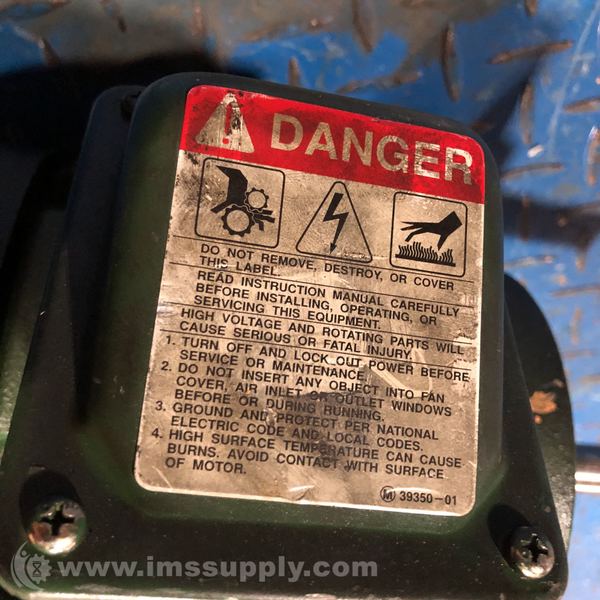 DANGER
DO NOT REMOVE, DESTROY, OR COVER
THIS LABEL.
READ INSTRUCTION MANUAL CAREFULLY
BEFORE INSTALLING, OPERATING, OR
SERVICING THIS EQUIPMENT.
HIGH VOLTAGE AND ROTATING PARTS WILL
CAUSE SERIOUS OR FATAL INJURY.
1. TURN OFF AND LOCK OUT POWER BEFORE
SERVICE OR MAINTENANCE.
2. DO NOT INSERT ANY OBJECT INTO FAN
COVER, AIR INLET OR OUTLET WINDOWS
BEFORE OR DURING RUNNING.
3. GROUND AND PROTECT PER NATIONAL
ELECTRIC CODE AND LOCAL CODES.
4. HIGH SURFACE TEMPERATURE CAN CAUSE
BURNS. AVOID CONTACT WITH SURFACE
OF MOTOR.
M 39350-01
www.imssupply.com